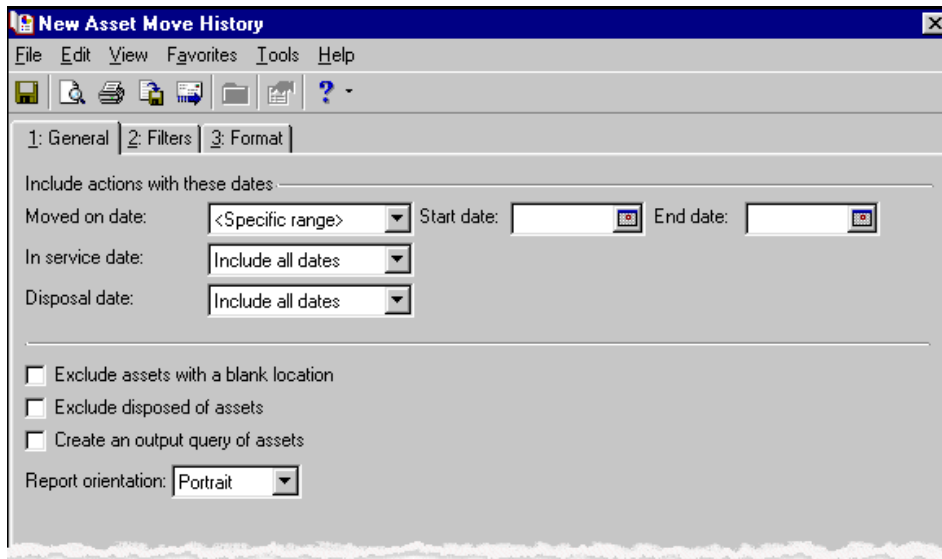 New Asset Move History
File Edit View Favorites Tools Help
?
1: General 2: Filters 3: Format
Include actions with these dates
Moved on date: <Specific range> Start date: End date:
In service date: Include all dates
Disposal date: Include all dates
Exclude assets with a blank location
Exclude disposed of assets
Create an output query of assets
Report orientation: Portrait